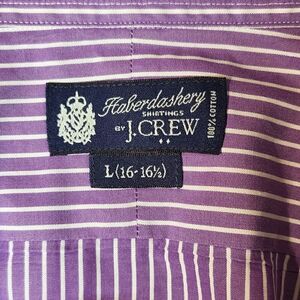 Haberdashery
SHIRTINGS
BY J.CREW
100% COTTON
L (16-16½)